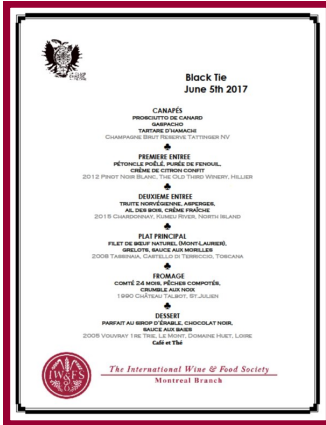 Black Tie
June 5th 2017
CANAPÉS
PROSCIUTTO DE CANARD
GASPACHO
TARTARE D'HAMACHI
CHAMPAGNE BRUT RESERVE TATTINGER NV
PREMIERE ENTREE
PÉTONCLE POÊLÉ, PURÉE DE FENOUIL,
CRÈME DE CITRON CONFIT
2012 PINOT NOIR BLANC, THE OLD THIRD WINERY, HILLIER
DEUXIEME ENTREE
TRUITE NORVÉGIENNE, ASPERGES,
AIL DES BOIS, CRÈME FRAÎCHE
2015 CHARDONNAY, KUMEU RIVER, NORTH ISLAND
PLAT PRINCIPAL
FILET DE BŒUF NATUREL (MONT-LAURIER),
GRELOTS, SAUCE AUX MORILLES
2008 TASSINAIA, CASTELLO DI TERRICCIO, TOSCANA
FROMAGE
COMTÉ 24 MOIS, PÊCHES COMPOTÉS,
CRUMBLE AUX NOIX
1990 CHÂTEAU TALBOT, ST.JULIEN
DESSERT
PARFAIT AU SIROP D'ÉRABLE, CHOCOLAT NOIR,
SAUCE AUX BAIES
2005 VOUVRAY 1RE TRIE, LE MONT, DOMAINE HUET, LOIRE
Café et Thé
The International Wine & Food Society
Montreal Branch